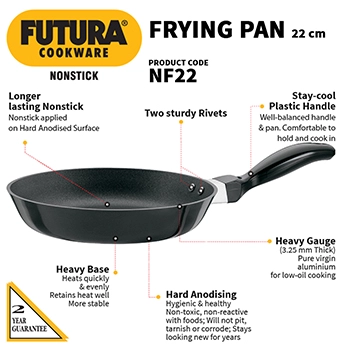 FUTURA®
COOKWARE
NONSTICK
FRYING PAN 22 cm
PRODUCT CODE
NF22
Longer
lasting Nonstick
Nonstick applied
on Hard Anodised Surface
Two sturdy Rivets
Stay-cool
Plastic Handle
Well-balanced handle
& pan. Comfortable to
hold and cook in
Heavy Gauge
(3.25 mm Thick)
Pure virgin
aluminium
for low-oil cooking
Heavy Base
Heats quickly
& evenly
Retains heat well
More stable
Hard Anodising
Hygienic & healthy
Non-toxic, non-reactive
with foods; Will not pit,
tarnish or corrode; Stays
looking new for years
2
YEAR
GUARANTEE